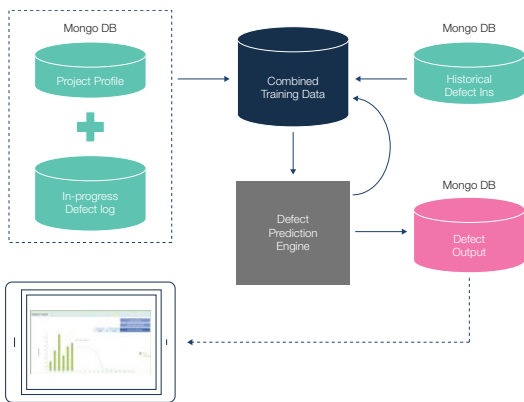 Mongo DB
Project Profile
In-progress
Defect log
Combined
Training Data
Mongo DB
Historical
Defect Ins
Defect
Prediction
Engine
Mongo DB
Defect
Output